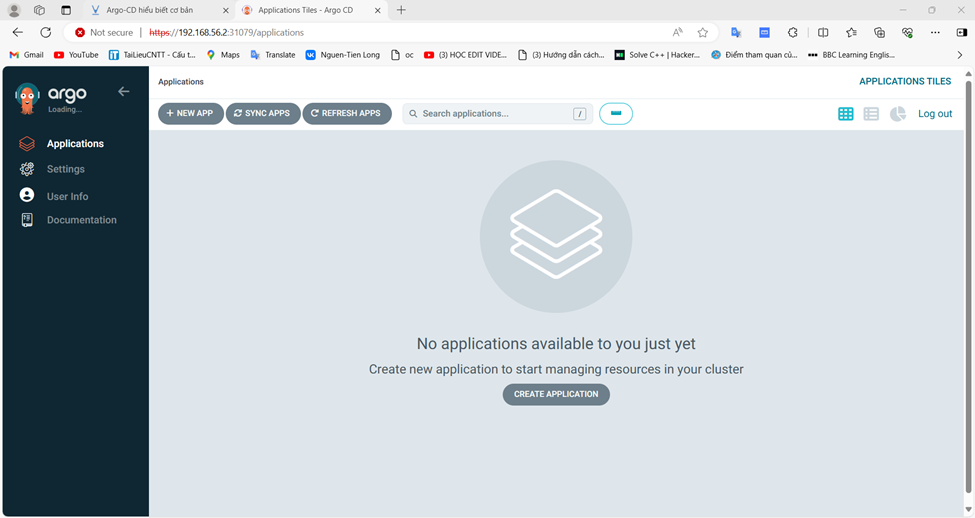 Argo-CD hiểu biết cơ bản
Applications Tiles - Argo CD
Not secure
https://192.168.56.2:31079/applications
Gmail
YouTube
TaiLieuCNTT - Cấu t...
Maps
Translate
Nguen-Tien Long
oc
(3) HỌC EDIT VIDE...
(3) Hướng dẫn cách...
Solve C++ | Hacker...
Điểm tham quan củ...
BBC Learning Englis...
argo
Loading...
Applications
Settings
User Info
Documentation
Applications
APPLICATIONS TILES
+ NEW APP
SYNC APPS
REFRESH APPS
Search applications...
/
Log out
No applications available to you just yet
Create new application to start managing resources in your cluster
CREATE APPLICATION